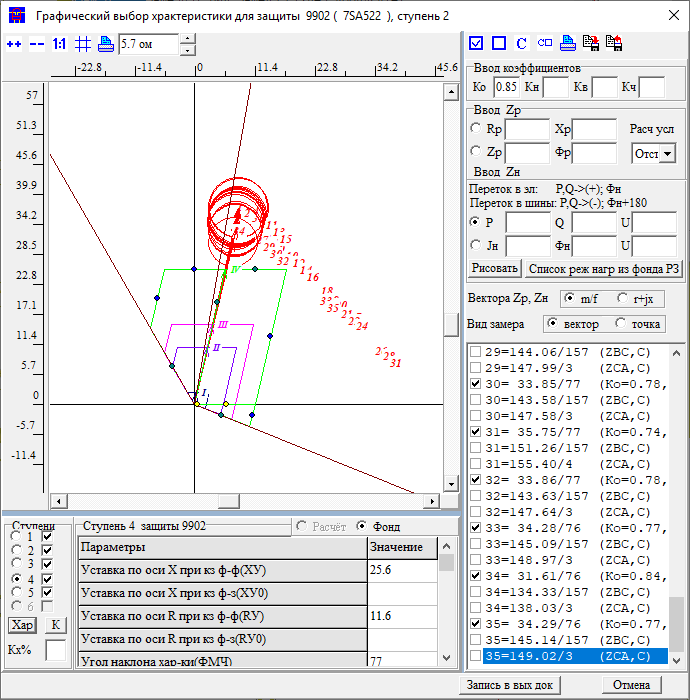 Графический выбор храктеристики для защиты 9902 ( 7SA522 ), ступень 2
++ -- 1:1 5.7 ом
-22.8 -11.4 0 11.4 22.8 34.2 45.6
57
51.3
45.6
39.9
34.2
28.5
22.8
17.1
11.4
5.7
0
-5.7
-11.4
IV
III
II
I
Ввод коэффициентов
Ко 0.85 Кн Кв Кч
Ввод Zр
Rр Xр Расч усл
Zр Фр Отст
Ввод Zн
Переток в зл: P,Q->(+); Фн
Переток в шины: P,Q->(-); Фн+180
P Q U
Jн Фн U
Рисовать Список реж нагр из фонда РЗ
Вектора Zр, Zн m/f r+jx
Вид замера вектор точка
29=144.06/157 (ZBC,C)
29=147.99/3 (ZCA,C)
30= 33.85/77 (Ко=0.78,
30=143.58/157 (ZBC,C)
30=147.58/3 (ZCA,C)
31= 35.75/77 (Ко=0.74,
31=151.26/157 (ZBC,C)
31=155.40/4 (ZCA,C)
32= 33.86/77 (Ко=0.78,
32=143.63/157 (ZBC,C)
32=147.64/3 (ZCA,C)
33= 34.28/76 (Ко=0.77,
33=145.09/157 (ZBC,C)
33=148.97/3 (ZCA,C)
34= 31.61/76 (Ко=0.84,
34=134.33/157 (ZBC,C)
34=138.03/3 (ZCA,C)
35= 34.29/76 (Ко=0.77,
35=145.14/157 (ZBC,C)
35=149.02/3 (ZCA,C)
Ступени
1
2
3
4
5
6
Хар К
Кх%
Ступень 4 защиты 9902 Расчёт Фонд
Параметры Значение
Уставка по оси X при кз ф-ф(XУ) 25.6
Уставка по оси X при кз ф-з(XУ0)
Уставка по оси R при кз ф-ф(RУ) 11.6
Уставка по оси R при кз ф-з(RУ0)
Угол наклона хар-ки(ФМЧ) 77
Запись в вых док Отмена